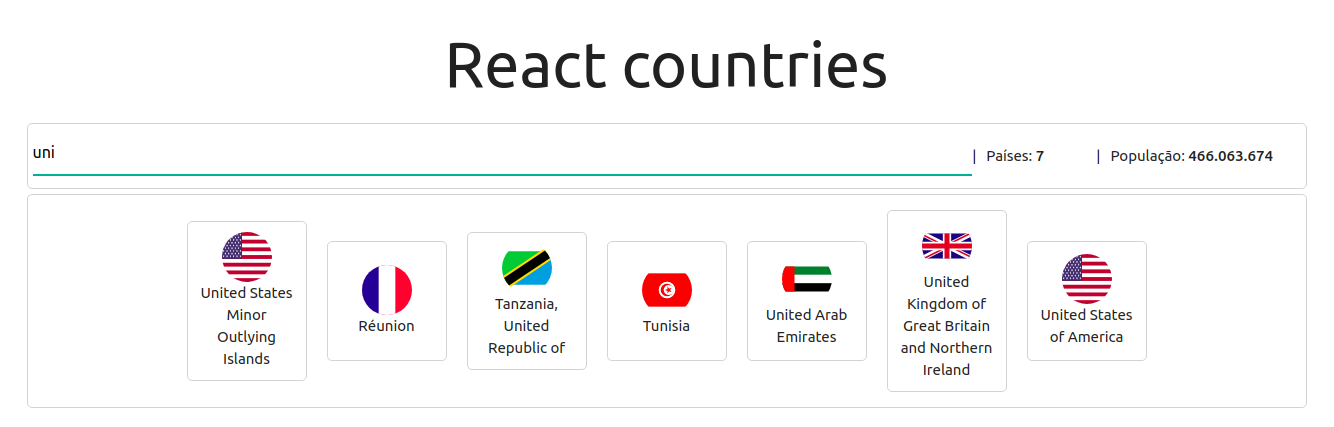 React countries
uni
| Países: 7 | População: 466.063.674
United States
Minor
Outlying
Islands
Réunion
Tanzania,
United
Republic of
Tunisia
United Arab
Emirates
United
Kingdom of
Great Britain
and Northern
Ireland
United States
of America